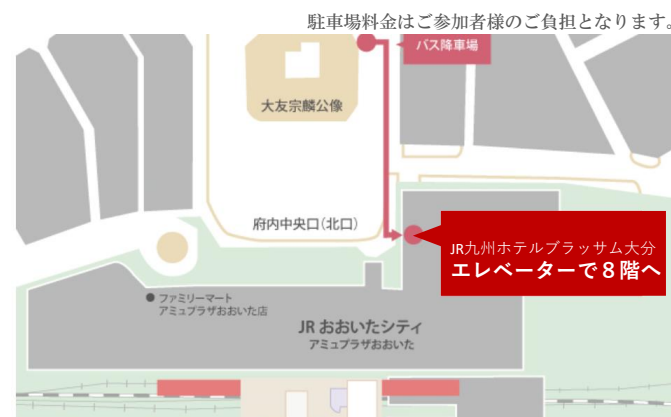 駐車場料金はご参加者様のご負担となります。
バス降車場
大友宗麟公像
府内中央口(北口)
JR九州ホテルブラッサム大分
エレベーターで８階へ
ファミリーマート
アミュプラザおおいた店
JR おおいたシティ
アミュプラザおおいた